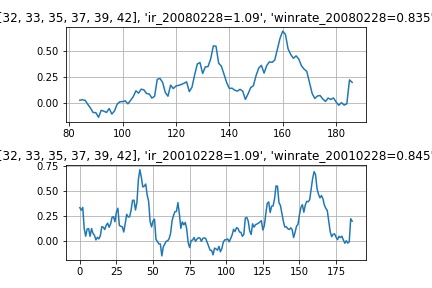 [32, 33, 35, 37, 39, 42], 'ir_20080228=1.09', 'winrate_20080228=0.835'
0.50
0.25
0.00
80 100 120 140 160 180
[32, 33, 35, 37, 39, 42], 'ir_20010228=1.09', 'winrate_20010228=0.845'
0.75
0.50
0.25
0.00
0 25 50 75 100 125 150 175